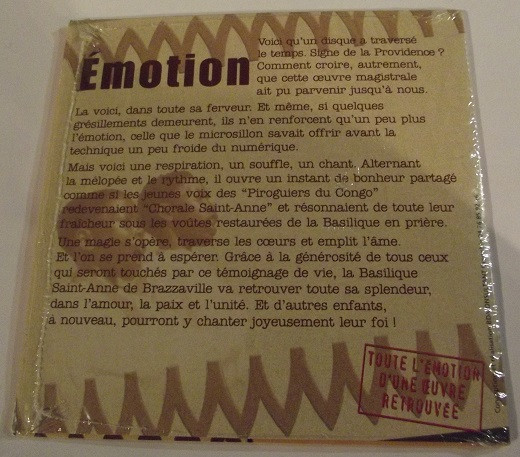 Émotion
Voici qu'un disque a traversé
le temps. Signe de la Providence ?
Comment croire, autrement,
que cette œuvre magistrale
ait pu parvenir jusqu'à nous.
La voici, dans toute sa ferveur. Et même, si quelques
grésillements demeurent, ils n'en renforcent qu'un peu plus
l'émotion, celle que le microsillon savait offrir avant la
technique un peu froide du numérique.
Mais voici une respiration, un souffle, un chant. Alternant
la mélopée et le rythme, il ouvre un instant de bonheur partagé
comme si les jeunes voix des "Piroguiers du Congo"
redevenaient "Chorale Saint-Anne" et résonnaient de toute leur
fraîcheur sous les voûtes restaurées de la Basilique en prière.
Une magie s'opère, traverse les cœurs et emplit l'âme.
Et l'on se prend à espérer. Grâce à la générosité de tous ceux
qui seront touchés par ce témoignage de vie, la Basilique
Saint-Anne de Brazzaville va retrouver toute sa splendeur,
dans l'amour, la paix et l'unité. Et d'autres enfants,
à nouveau, pourront y chanter joyeusement leur foi !
TOUTE L'ÉMOTION
D'UNE ŒUVRE
RETROUVÉE